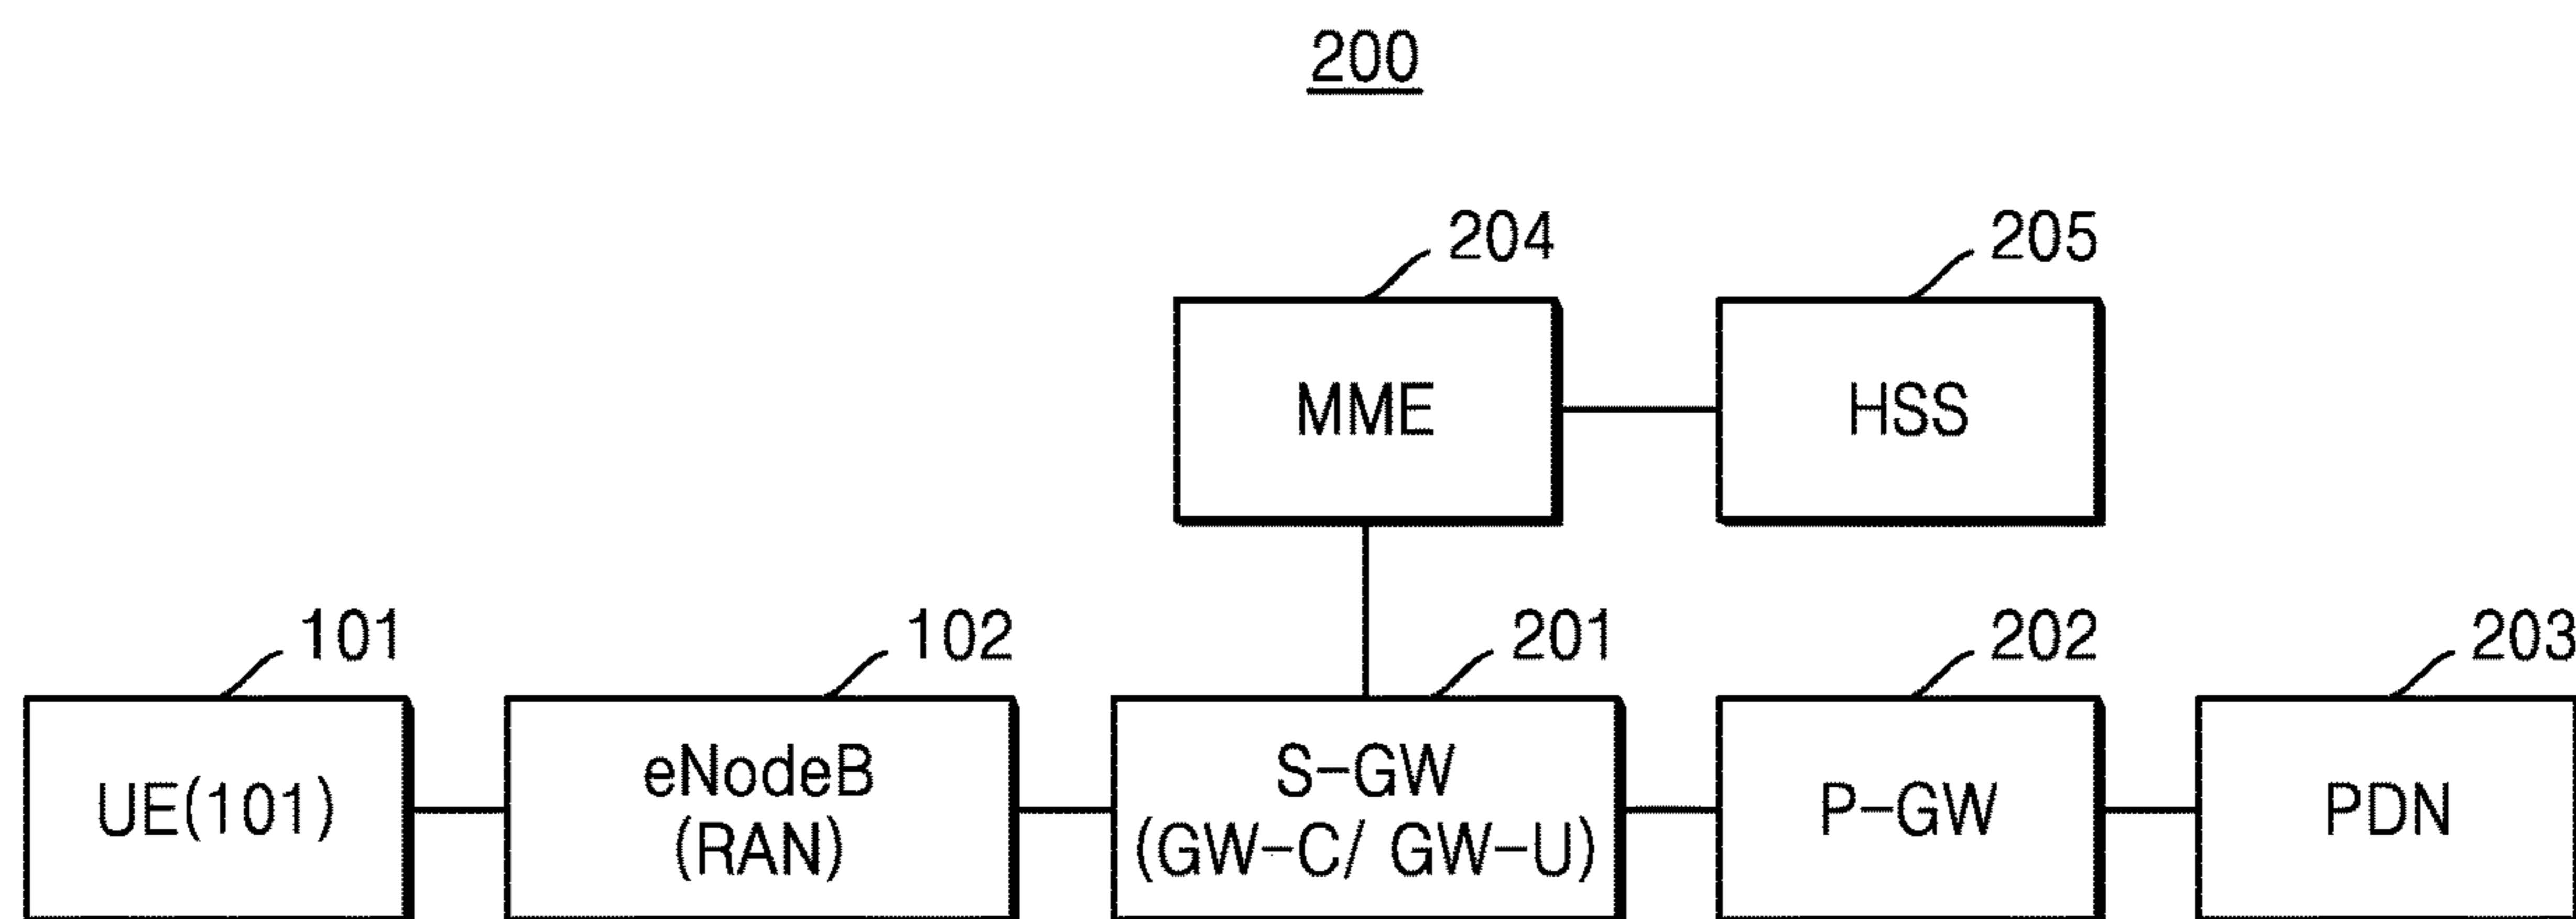 200
204
205
MME
HSS
101
102
201
202
203
UE(101)
eNodeB
(RAN)
S-GW
(GW-C/ GW-U)
P-GW
PDN